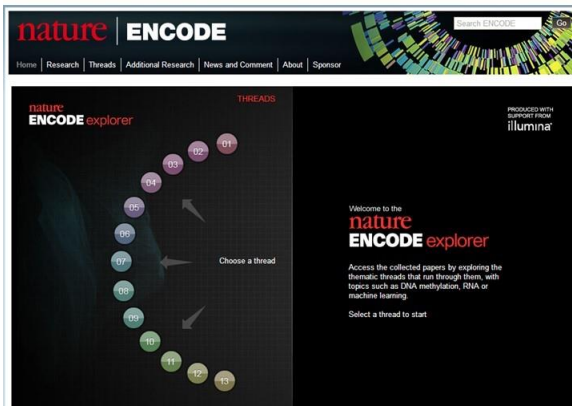 nature | ENCODE
Search ENCODE
Go
Home | Research | Threads | Additional Research | News and Comment | About | Sponsor
nature
ENCODE explorer
THREADS
01
02
03
04
05
06
07
08
09
10
11
12
13
Choose a thread
PRODUCED WITH
SUPPORT FROM
illumina
Welcome to the
nature
ENCODE explorer
Access the collected papers by exploring the
thematic threads that run through them, with
topics such as DNA methylation, RNA or
machine learning.
Select a thread to start